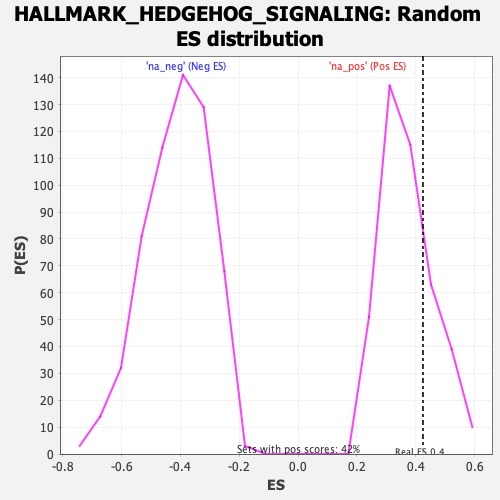 HALLMARK_HEDGEHOG_SIGNALING: Random
ES distribution
'na_neg' (Neg ES)
'na_pos' (Pos ES)
140
130
120
110
100
90
80
70
60
50
40
30
20
10
0
P(ES)
Sets with pos scores: 42%
Real ES 0.4
-0.8
-0.6
-0.4
-0.2
0.0
0.2
0.4
0.6
ES